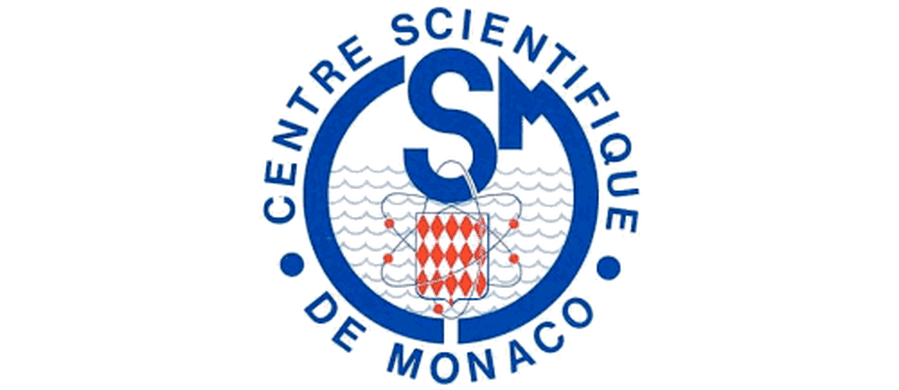 CENTRE SCIENTIFIQUE
CSM
DE MONACO